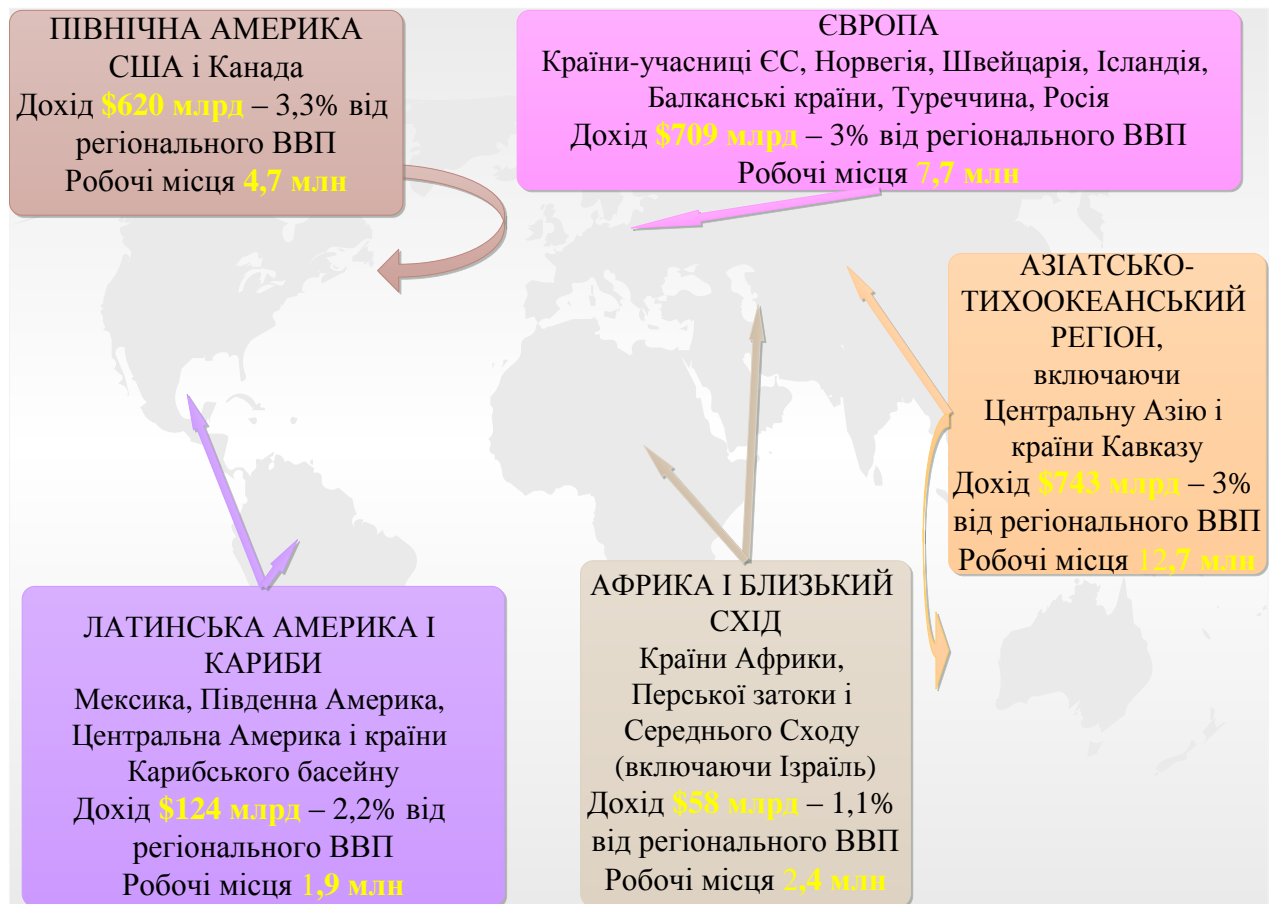 ПІВНІЧНА АМЕРИКА
США і Канада
Дохід $620 млрд – 3,3% від
регіонального ВВП
Робочі місця 4,7 млн
ЄВРОПА
Країни-учасниці ЄС, Норвегія, Швейцарія, Ісландія,
Балканські країни, Туреччина, Росія
Дохід $709 млрд – 3% від регіонального ВВП
Робочі місця 7,7 млн
АЗІАТСЬКО-
ТИХООКЕАНСЬКИЙ
РЕГІОН,
включаючи
Центральну Азію і
країни Кавказу
Дохід $743 млрд – 3%
від регіонального ВВП
Робочі місця 12,7 млн
ЛАТИНСЬКА АМЕРИКА І
КАРИБИ
Мексика, Південна Америка,
Центральна Америка і країни
Карибського басейну
Дохід $124 млрд – 2,2% від
регіонального ВВП
Робочі місця 1,9 млн
АФРИКА І БЛИЗЬКИЙ
СХІД
Країни Африки,
Перської затоки і
Середнього Сходу
(включаючи Ізраїль)
Дохід $58 млрд – 1,1%
від регіонального ВВП
Робочі місця 2,4 млн